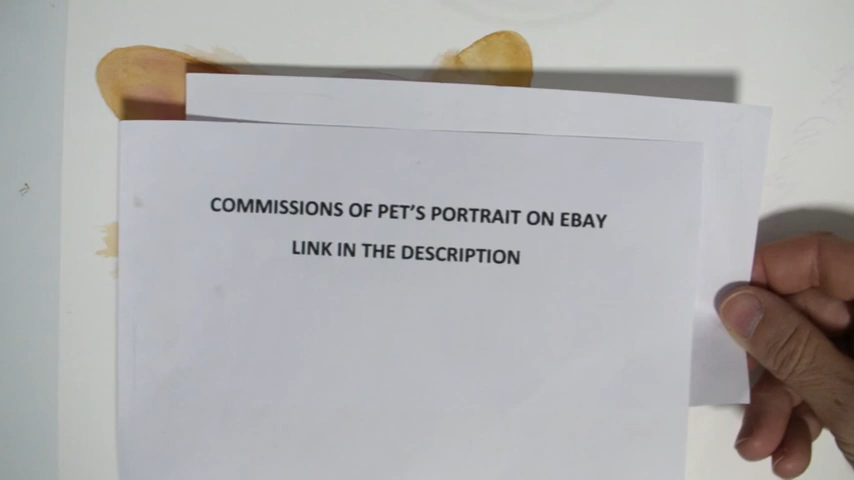 COMMISSIONS OF PET’S PORTRAIT ON EBAY
LINK IN THE DESCRIPTION